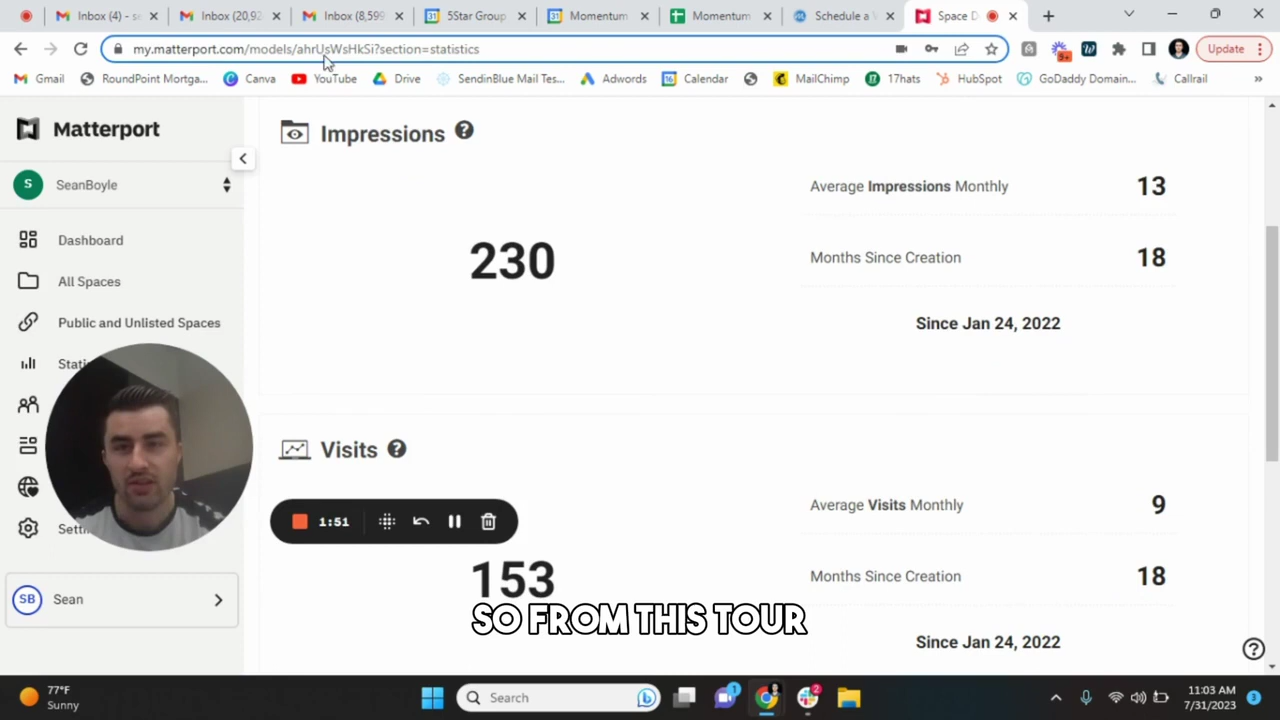 Inbox (4) - s
Inbox (20,92
Inbox (8,599
5Star Group
Momentum
Momentum
Schedule a V
Space D
my.matterport.com/models/ahrUsWsHkSi?section=statistics
Update
Gmail
RoundPoint Mortga...
Canva
YouTube
Drive
SendinBlue Mail Tes...
Adwords
Calendar
MailChimp
17hats
HubSpot
GoDaddy Domain...
Callrail
Matterport
S
SeanBoyle
Dashboard
All Spaces
Public and Unlisted Spaces
Stati
Setti
SB
Sean
Impressions
230
Average Impressions Monthly
13
Months Since Creation
18
Since Jan 24, 2022
Visits
1:51
153
Average Visits Monthly
9
Months Since Creation
18
Since Jan 24, 2022
SO FROM THIS TOUR
77°F
Sunny
Search
11:03 AM
7/31/2023